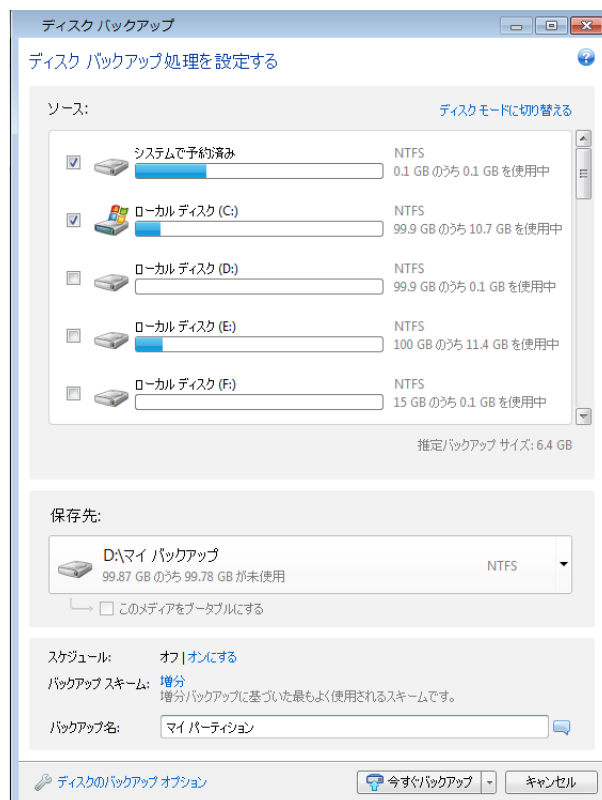 ディスク バックアップ
ディスク バックアップ処理を設定する
ソース:
ディスク モードに切り替える
システムで予約済み
NTFS
0.1 GB のうち 0.1 GB を使用中
ローカル ディスク (C:)
NTFS
99.9 GB のうち 10.7 GB を使用中
ローカル ディスク (D:)
NTFS
99.9 GB のうち 0.1 GB を使用中
ローカル ディスク (E:)
NTFS
100 GB のうち 11.4 GB を使用中
ローカル ディスク (F:)
NTFS
15 GB のうち 0.1 GB を使用中
推定バックアップ サイズ: 6.4 GB
保存先:
D:\マイ バックアップ
99.87 GB のうち 99.78 GB が未使用
NTFS
このメディアをブータブルにする
スケジュール: オフ | オンにする
バックアップ スキーム: 増分
増分バックアップに基づいた最もよく使用されるスキームです。
バックアップ名: マイ パーティション
ディスクのバックアップ オプション
今すぐバックアップ
キャンセル